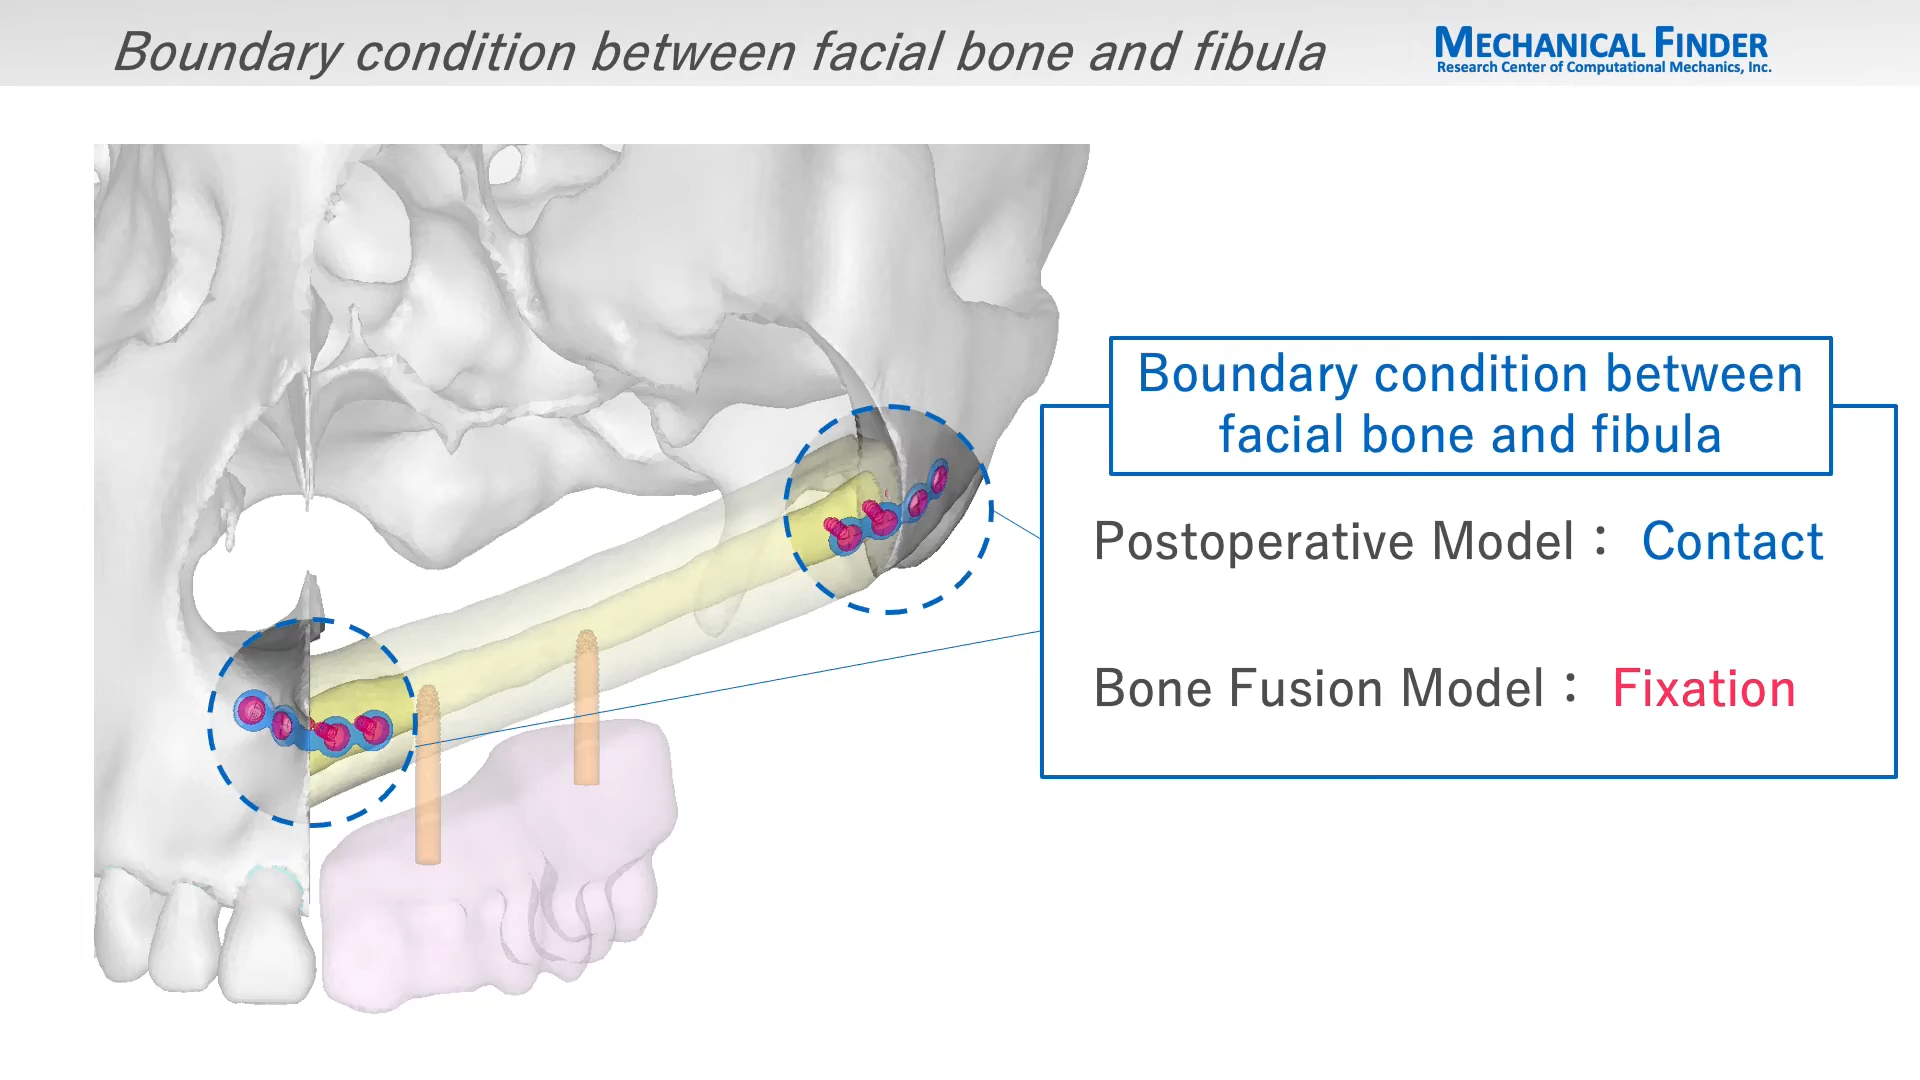 Boundary condition between facial bone and fibula
MECHANICAL FINDER
Research Center of Computational Mechanics, Inc.
Boundary condition between
facial bone and fibula
Postoperative Model： Contact
Bone Fusion Model： Fixation